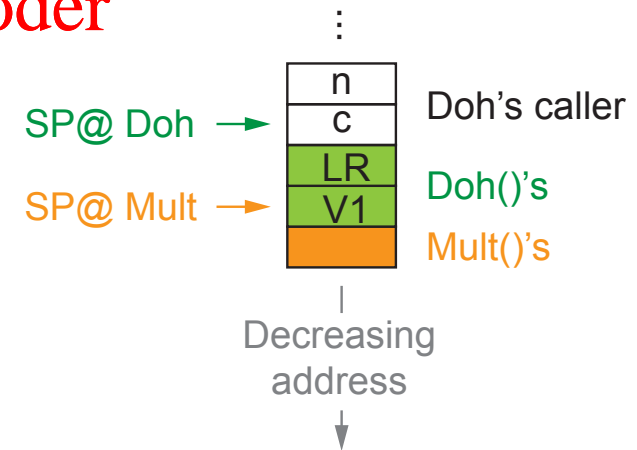 oder
⋮
n
SP@ Doh
c
Doh's caller
LR
Doh()'s
SP@ Mult
V1
Mult()'s
Decreasing
address